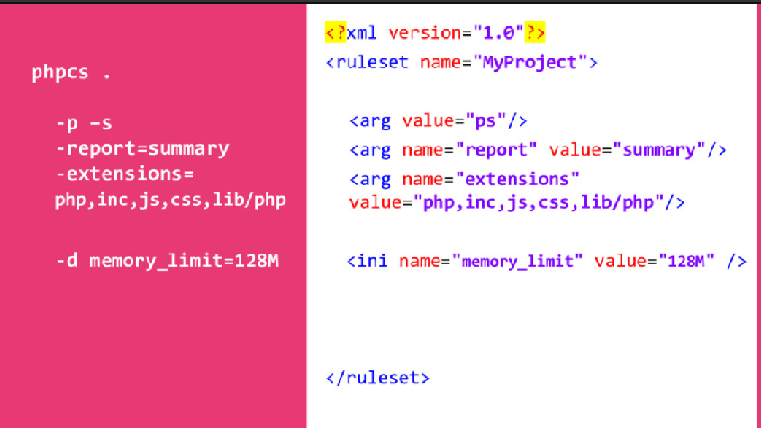 phpcs .
-p –s
-report=summary
-extensions=
php,inc,js,css,lib/php
-d memory_limit=128M
<?xml version="1.0"?>
<ruleset name="MyProject">
<arg value="ps"/>
<arg name="report" value="summary"/>
<arg name="extensions"
value="php,inc,js,css,lib/php"/>
<ini name="memory_limit" value="128M" />
</ruleset>